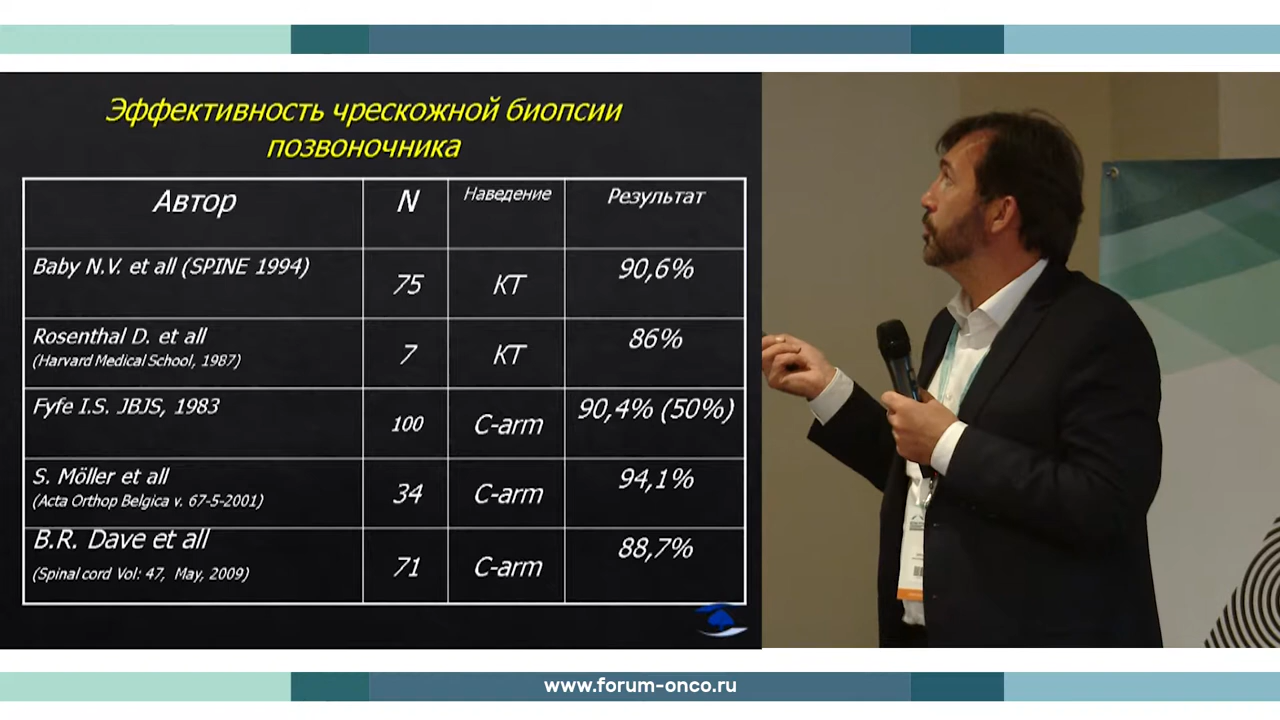 Эффективность чрескожной биопсии
позвоночника
Автор N Наведение Результат
Baby N.V. et all (SPINE 1994) 75 КТ 90,6%
Rosenthal D. et all
(Harvard Medical School, 1987) 7 КТ 86%
Fyfe I.S. JBJS, 1983 100 C-arm 90,4% (50%)
S. Möller et all
(Acta Orthop Belgica v. 67-5-2001) 34 C-arm 94,1%
B.R. Dave et all
(Spinal cord Vol: 47, May, 2009) 71 C-arm 88,7%
www.forum-onco.ru